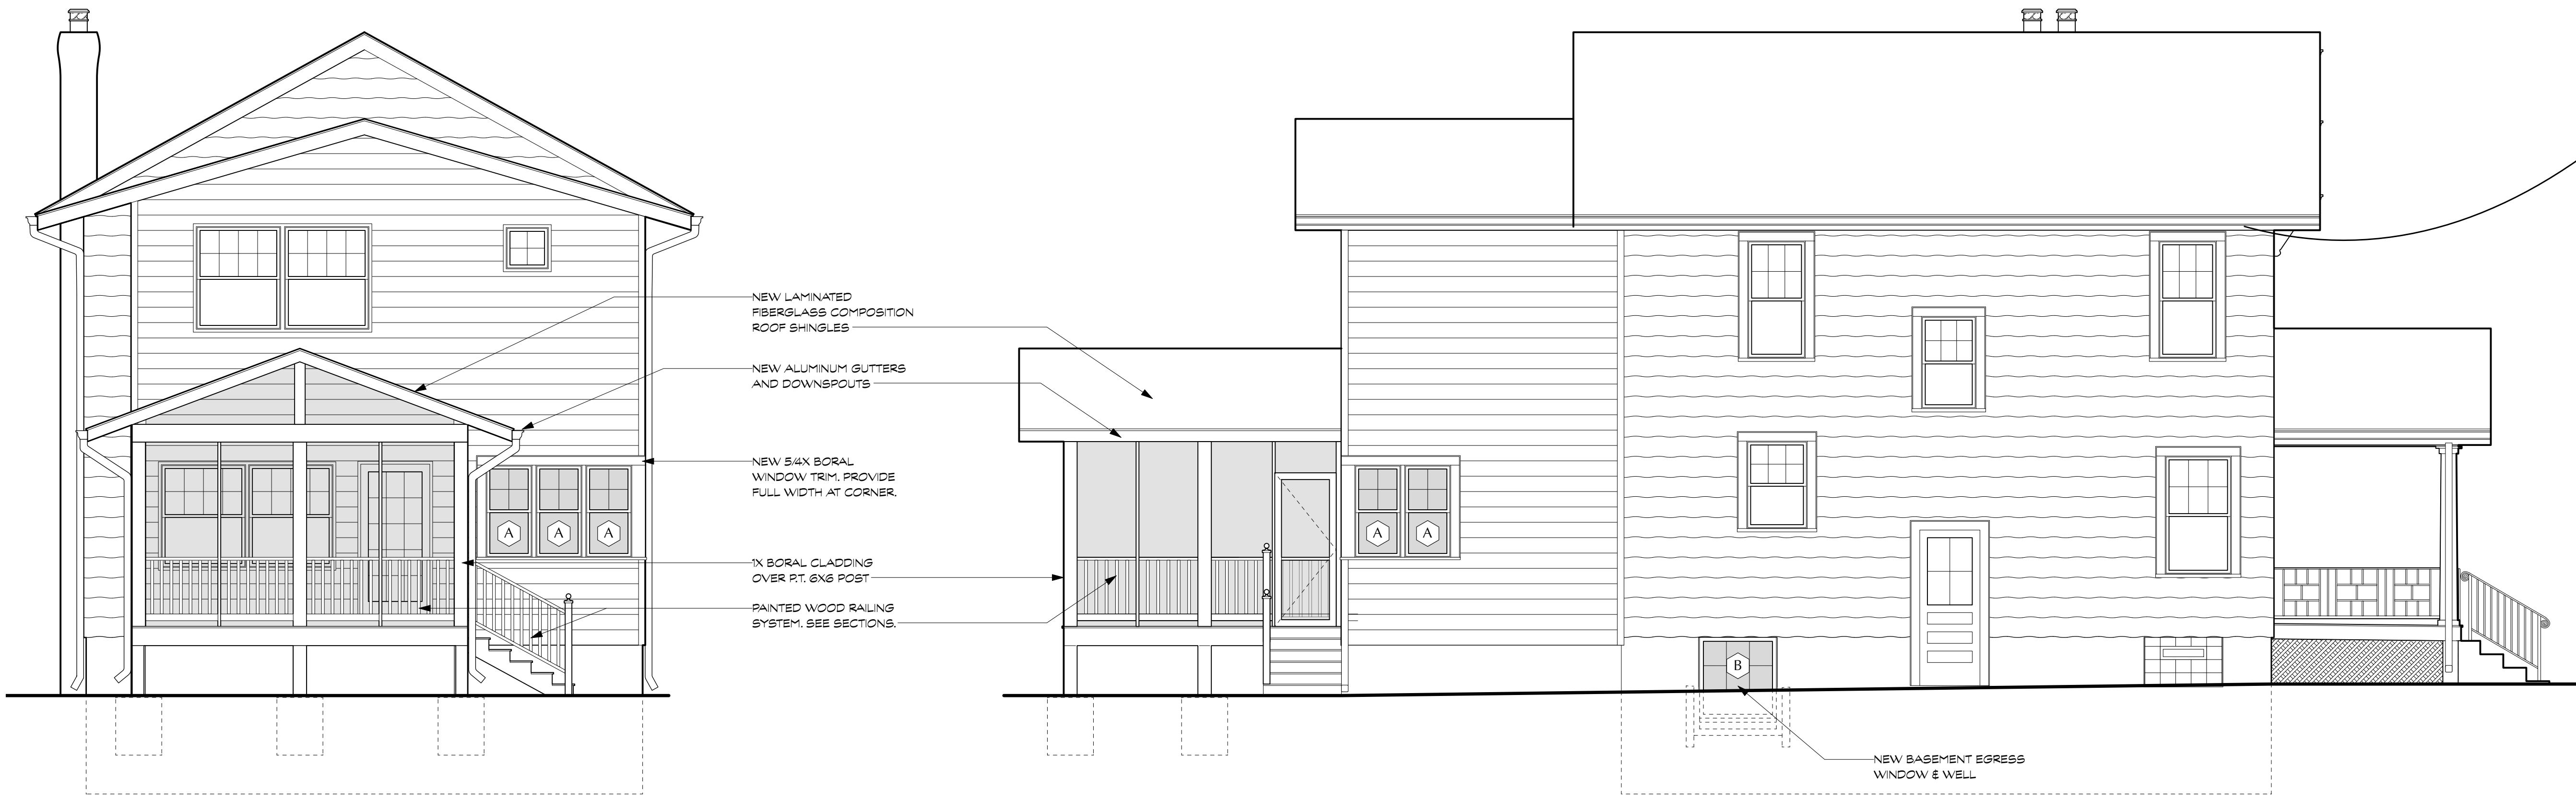 NEW LAMINATED
FIBERGLASS COMPOSITION
ROOF SHINGLES
NEW ALUMINUM GUTTERS
AND DOWNSPOUTS
NEW 5/4X BORAL
WINDOW TRIM. PROVIDE
FULL WIDTH AT CORNER.
A A A
A A
1X BORAL CLADDING
OVER P.T. 6X6 POST
PAINTED WOOD RAILING
SYSTEM. SEE SECTIONS.
B
NEW BASEMENT EGRESS
WINDOW & WELL